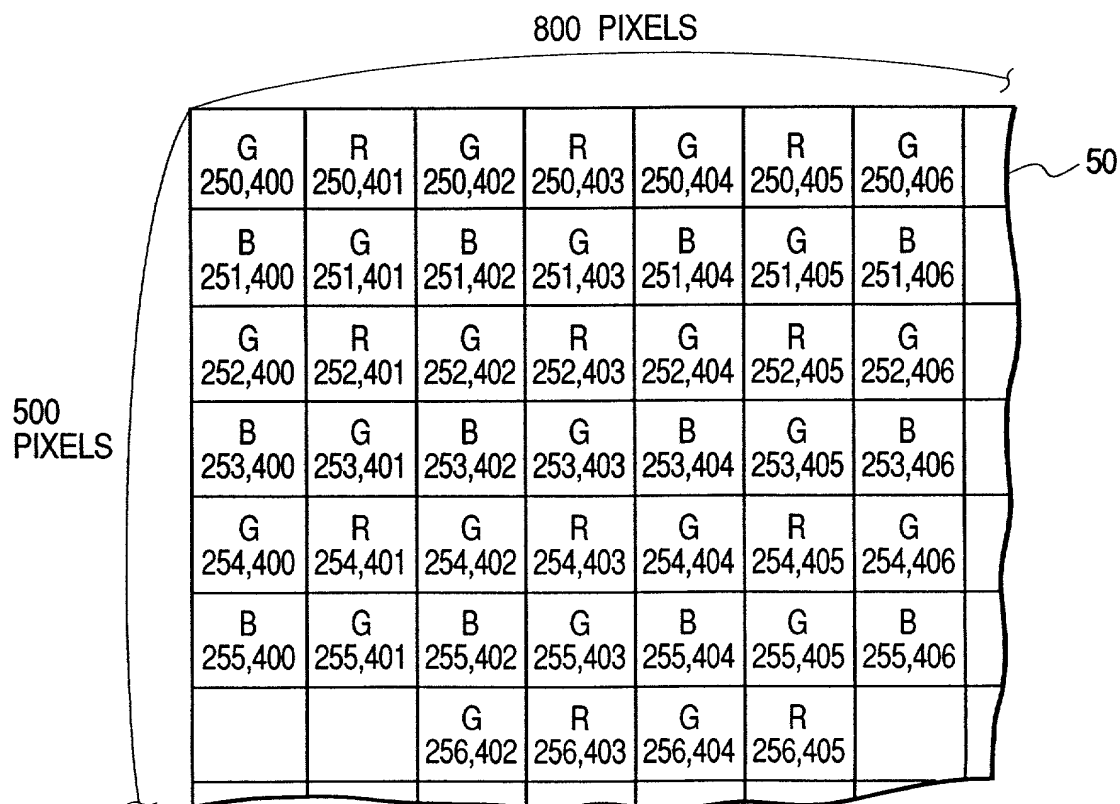 800 PIXELS
G R G R G R G
250,400 250,401 250,402 250,403 250,404 250,405 250,406
50
B G B G B G B
251,400 251,401 251,402 251,403 251,404 251,405 251,406
G R G R G R G
252,400 252,401 252,402 252,403 252,404 252,405 252,406
500
PIXELS
B G B G B G B
253,400 253,401 253,402 253,403 253,404 253,405 253,406
G R G R G R G
254,400 254,401 254,402 254,403 254,404 254,405 254,406
B G B G B G B
255,400 255,401 255,402 255,403 255,404 255,405 255,406
G R G R
256,402 256,403 256,404 256,405